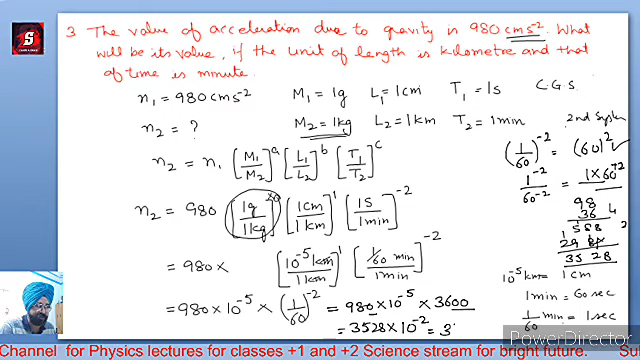 S
3 The value of acceleration due to gravity is 980 cm s⁻². What
will be its value, if the unit of length is kilometre and that
of time is minute.
n₁ = 980 cm s⁻² M₁ = 1g L₁ = 1cm T₁ = 1s C.G.S
n₂ = ? M₂ = 1kg L₂ = 1km T₂ = 1min 2nd System
n₂ = n₁ [M₁/M₂]ᵃ [L₁/L₂]ᵇ [T₁/T₂]ᶜ
(1/60)⁻² = (60)² ✓
1⁻²/60⁻² = 1×60²
n₂ = 980 [1g/1kg]^×0 [1cm/1km]¹ [1s/1min]⁻²
98
36
588
29
3528
= 980 × [10⁻⁵ km/1km]¹ [1/60 min/1min]⁻²
10⁻⁵ km = 1cm
1min = 60 sec
1/60 min = 1sec
= 980 × 10⁻⁵ × (1/60)⁻² = 980 × 10⁻⁵ × 3600
= 3528 × 10⁻² = 3
PowerDirector
Channel for Physics lectures for classes +1 and +2 Science stream for bright future. S